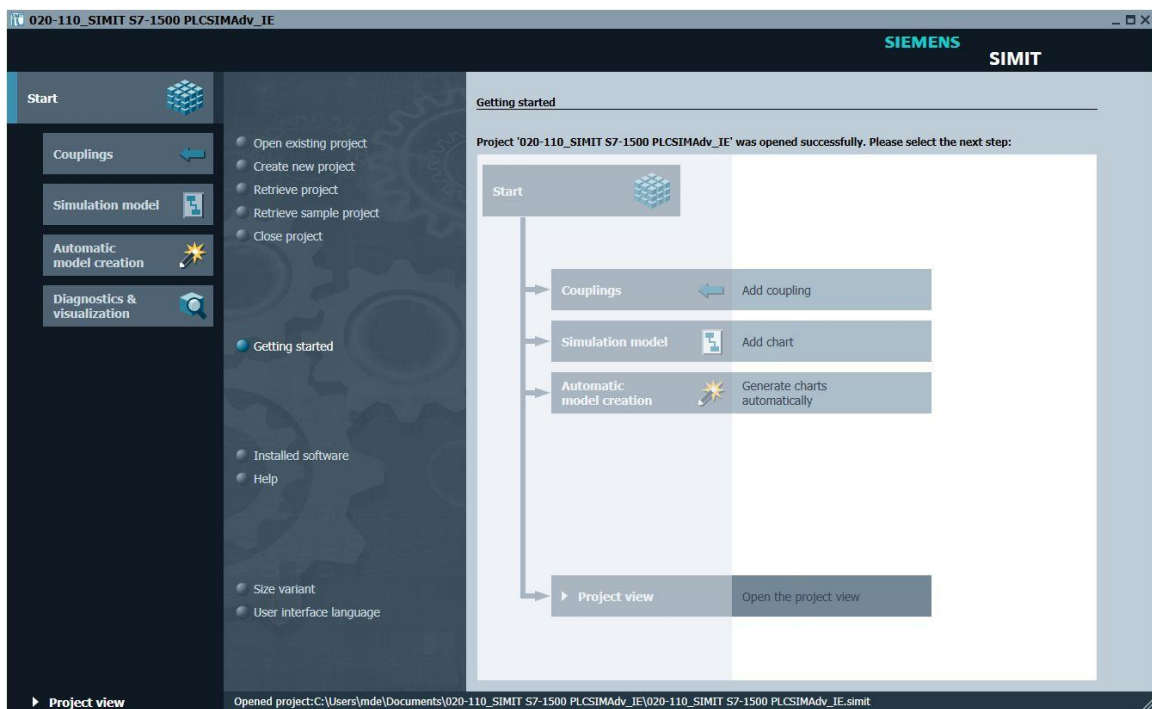 020-110_SIMIT S7-1500 PLCSIMAdv_IE
SIEMENS
SIMIT
Start
Couplings
Simulation model
Automatic
model creation
Diagnostics &
visualization
Open existing project
Create new project
Retrieve project
Retrieve sample project
Close project
Getting started
Installed software
Help
Size variant
User interface language
Getting started
Project '020-110_SIMIT S7-1500 PLCSIMAdv_IE' was opened successfully. Please select the next step:
Start
Couplings
Add coupling
Simulation model
Add chart
Automatic
model creation
Generate charts
automatically
Project view
Open the project view
Project view
Opened project:C:\Users\mde\Documents\020-110_SIMIT S7-1500 PLCSIMAdv_IE\020-110_SIMIT S7-1500 PLCSIMAdv_IE.simit